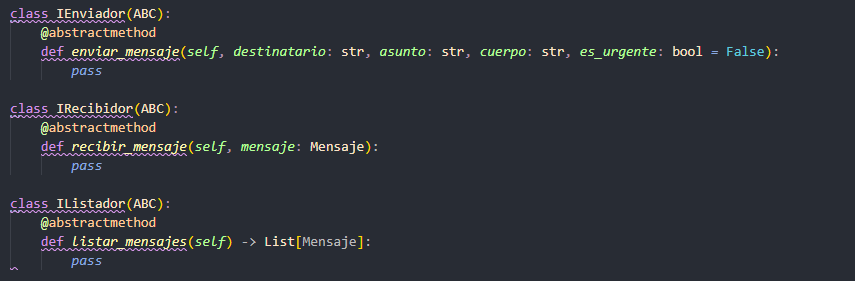 class IEnviador(ABC):
    @abstractmethod
    def enviar_mensaje(self, destinatario: str, asunto: str, cuerpo: str, es_urgente: bool = False):
        pass
class IRecibidor(ABC):
    @abstractmethod
    def recibir_mensaje(self, mensaje: Mensaje):
        pass
class IListador(ABC):
    @abstractmethod
    def listar_mensajes(self) -> List[Mensaje]:
        pass